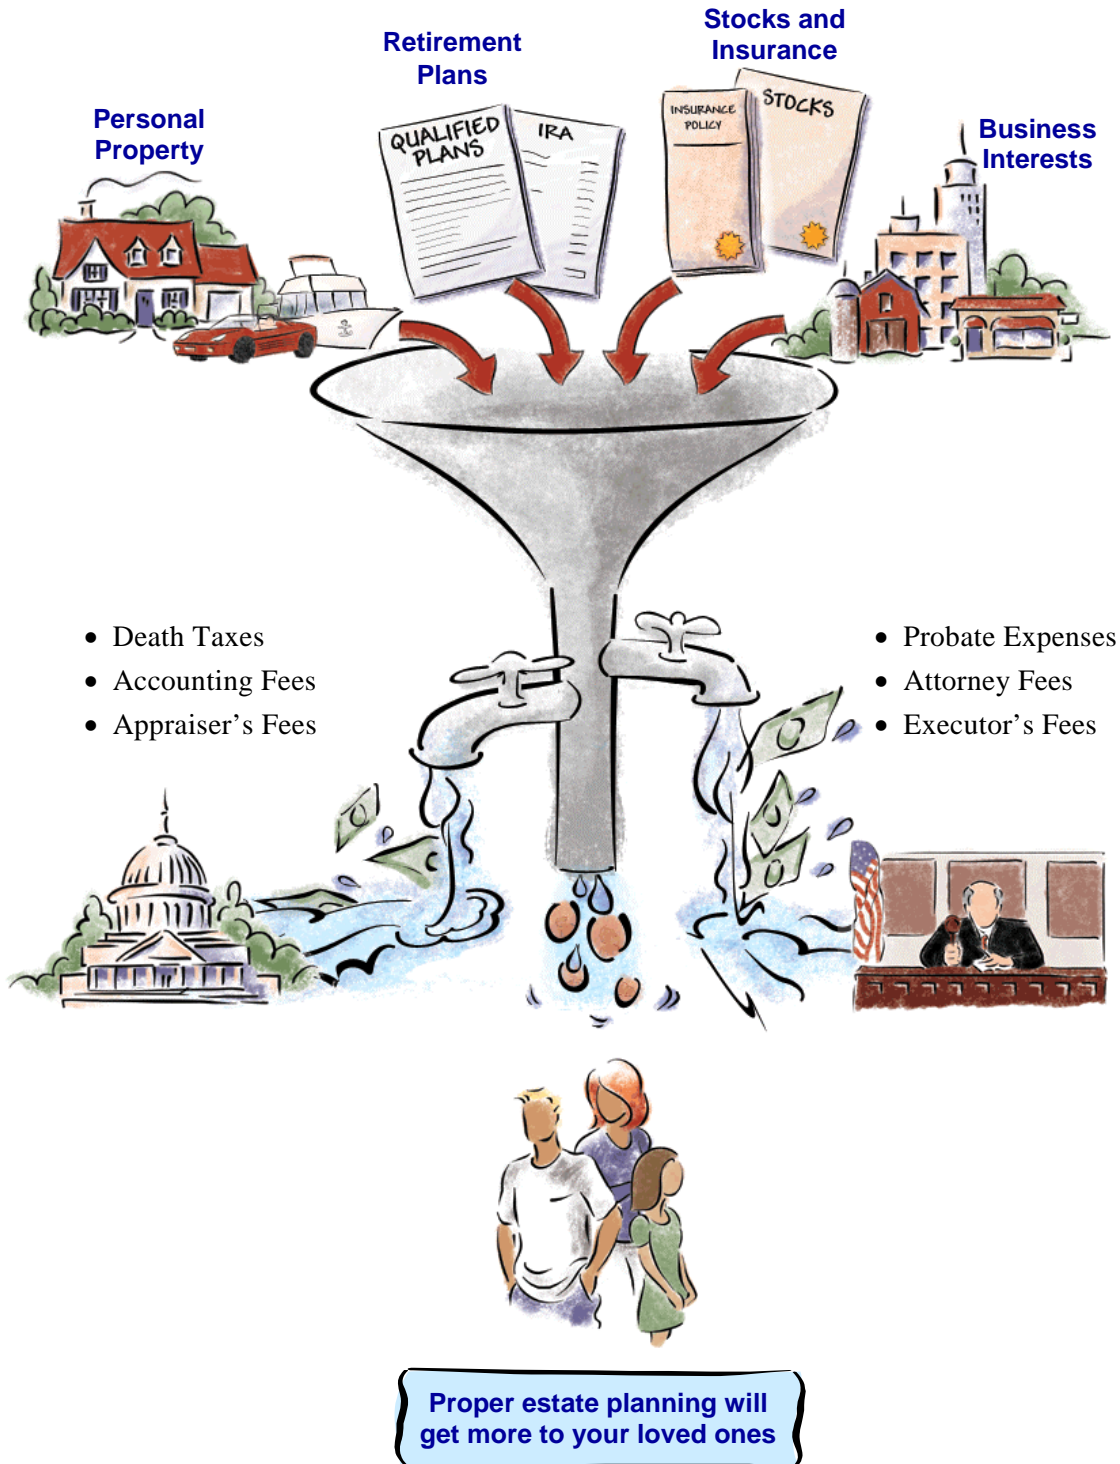 Stocks and
Insurance
Retirement
Plans
Personal
Property
Business
Interests
QUALIFIED
PLANS
IRA
INSURANCE
POLICY
STOCKS
• Death Taxes
• Accounting Fees
• Appraiser’s Fees
• Probate Expenses
• Attorney Fees
• Executor’s Fees
Proper estate planning will
get more to your loved ones